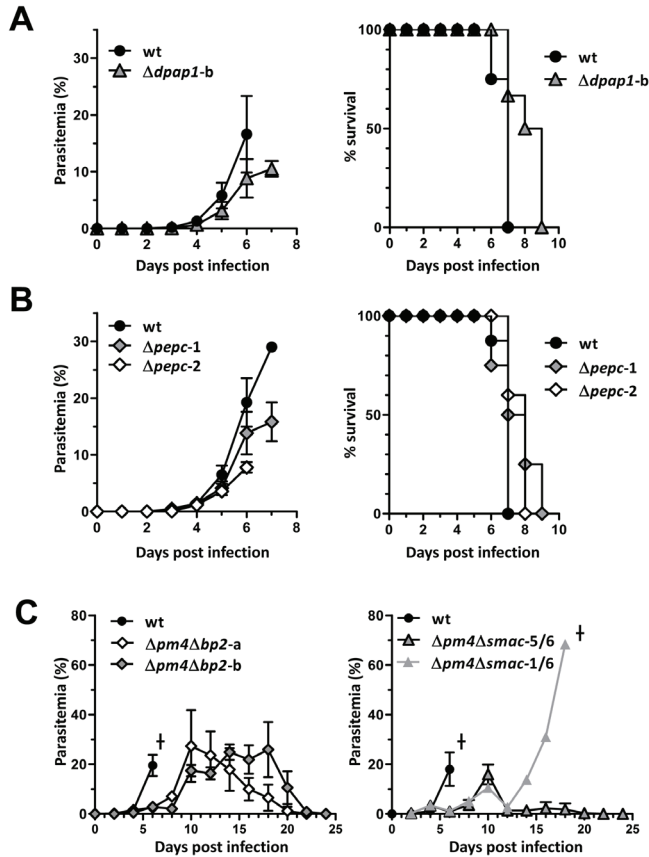 A
wt
Δdpap1-b
Parasitemia (%)
30
20
10
0
0 2 4 6 8
Days post infection
wt
Δdpap1-b
% survival
100
50
0
0 2 4 6 8 10
Days post infection
B
wt
Δpepc-1
Δpepc-2
Parasitemia (%)
30
20
10
0
0 2 4 6 8
Days post infection
wt
Δpepc-1
Δpepc-2
% survival
100
50
0
0 2 4 6 8 10
Days post infection
C
wt
Δpm4Δbp2-a
Δpm4Δbp2-b
Parasitemia (%)
80
60
40
20
0
0 5 10 15 20 25
Days post infection
wt
Δpm4Δsmac-5/6
Δpm4Δsmac-1/6
Parasitemia (%)
80
60
40
20
0
0 5 10 15 20 25
Days post infection